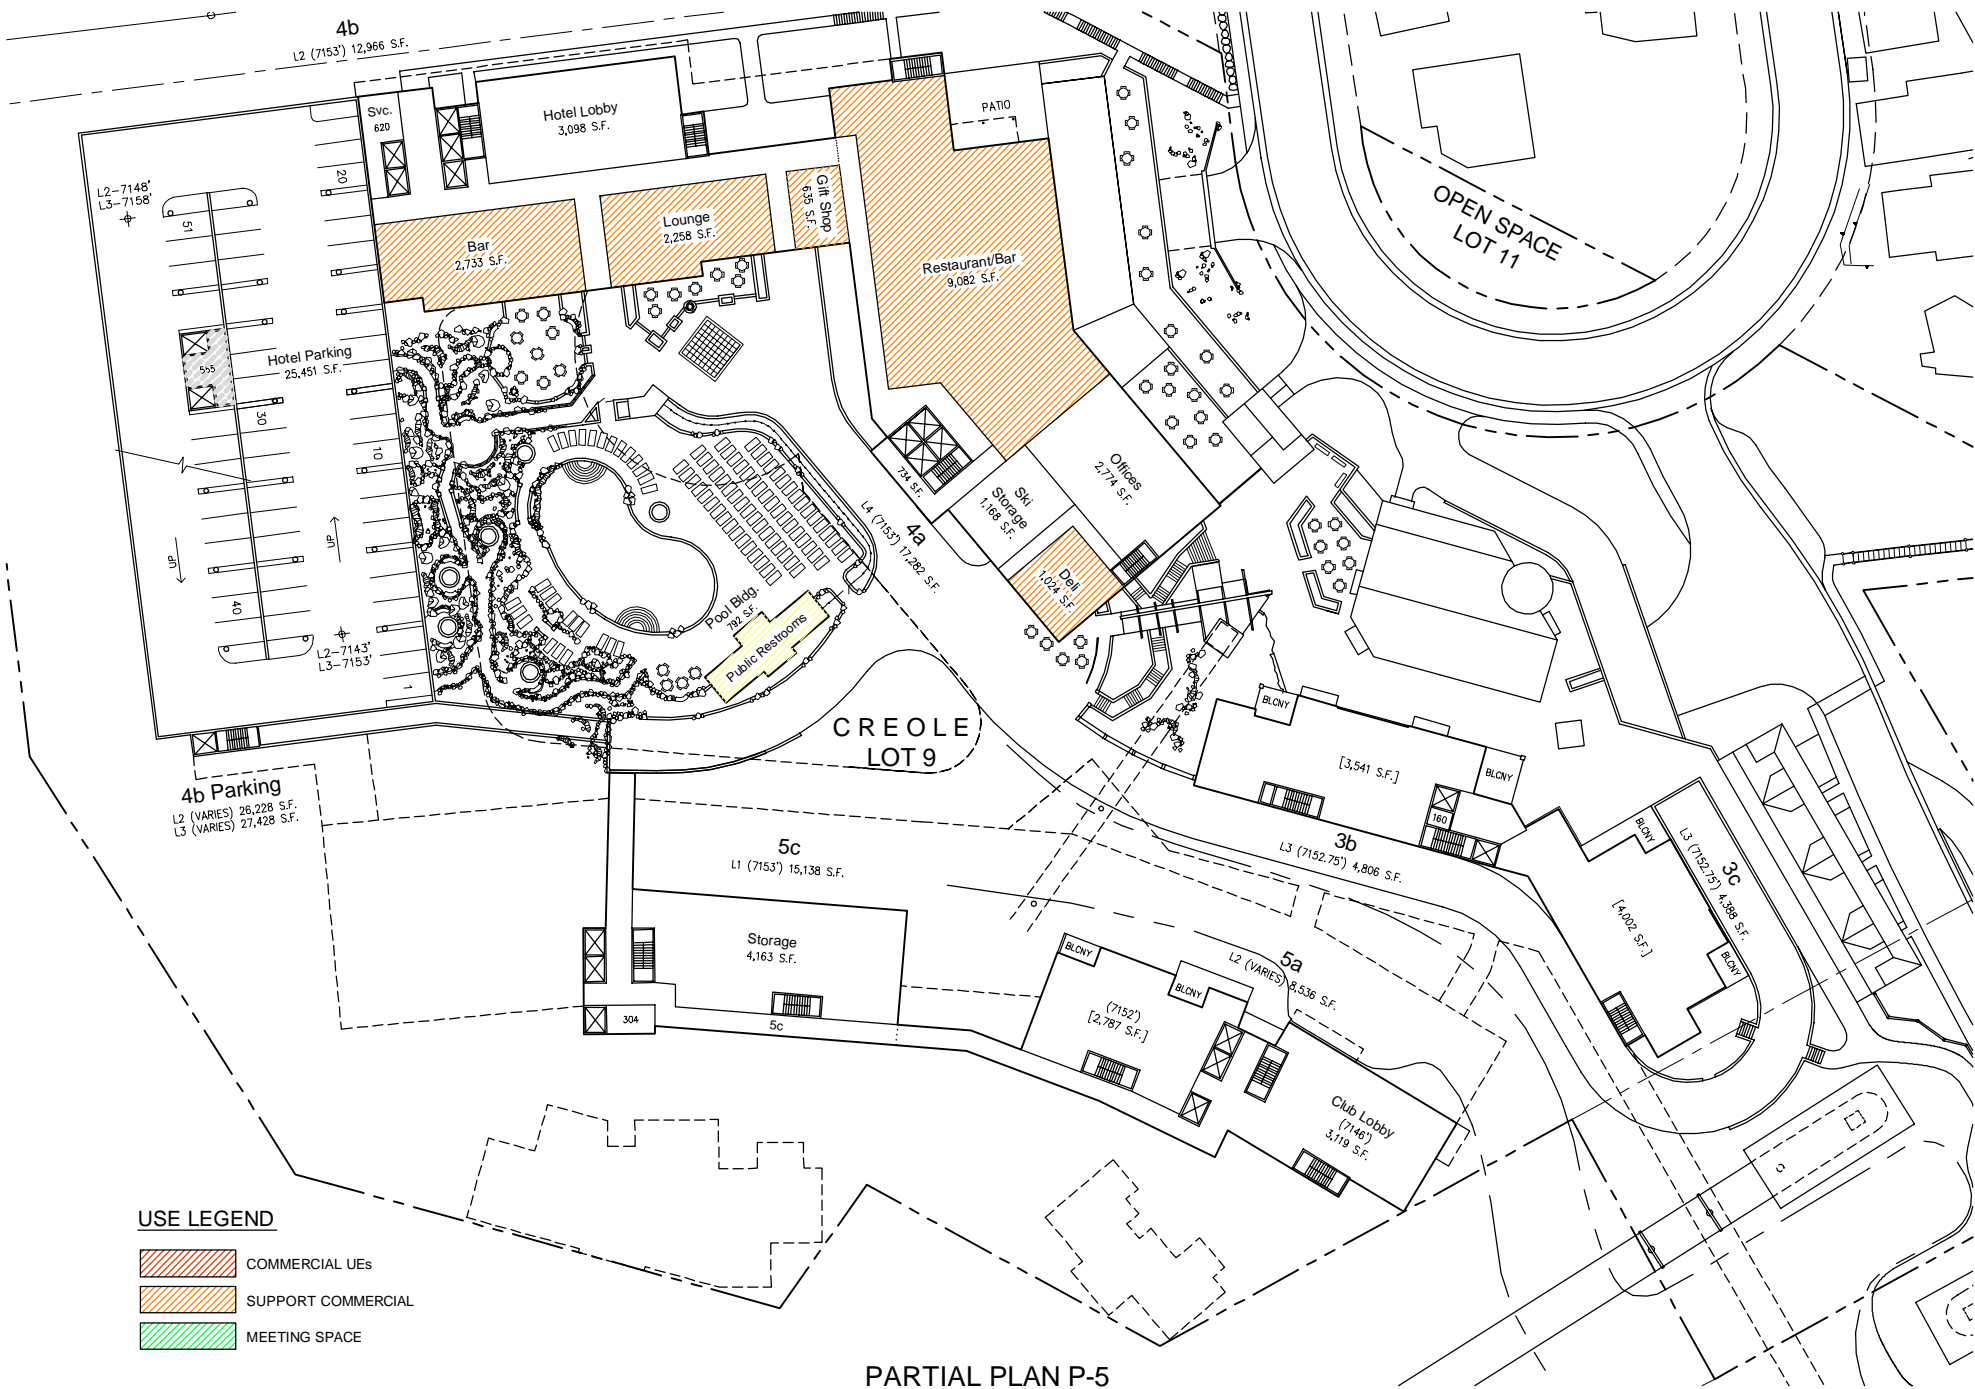 4b
L2 (7153') 12,966 S.F.
Svc.
620
Hotel Lobby
3,098 S.F.
PATIO
L2-7148'
L3-7158'
20
51
Bar
2,733 S.F.
Lounge
2,258 S.F.
Gift Shop
635 S.F.
Restaurant/Bar
9,082 S.F.
OPEN SPACE
LOT 11
Hotel Parking
25,451 S.F.
555
30
10
UP
UP
40
L2-7143'
L3-7153'
1
734 S.F.
4a
L4 (7153') 17,282 S.F.
Ski
Storage
1,168 S.F.
Offices
2,774 S.F.
Deli
1,024 S.F.
Pool Bldg.
792 S.F.
Public Restrooms
CREOLE
LOT 9
4b Parking
L2 (VARIES) 26,228 S.F.
L3 (VARIES) 27,428 S.F.
BLCNY
[3,541 S.F.]
BLCNY
160
3b
L3 (7152.75') 4,806 S.F.
BLCNY
3c
L3 (7152.75') 4,388 S.F.
[4,002 S.F.]
BLCNY
5c
L1 (7153') 15,138 S.F.
Storage
4,163 S.F.
304
5c
5a
L2 (VARIES) 8,536 S.F.
BLCNY
BLCNY
(7152')
[2,787 S.F.]
Club Lobby
(7146')
3,119 S.F.
USE LEGEND
COMMERCIAL UEs
SUPPORT COMMERCIAL
MEETING SPACE
PARTIAL PLAN P-5